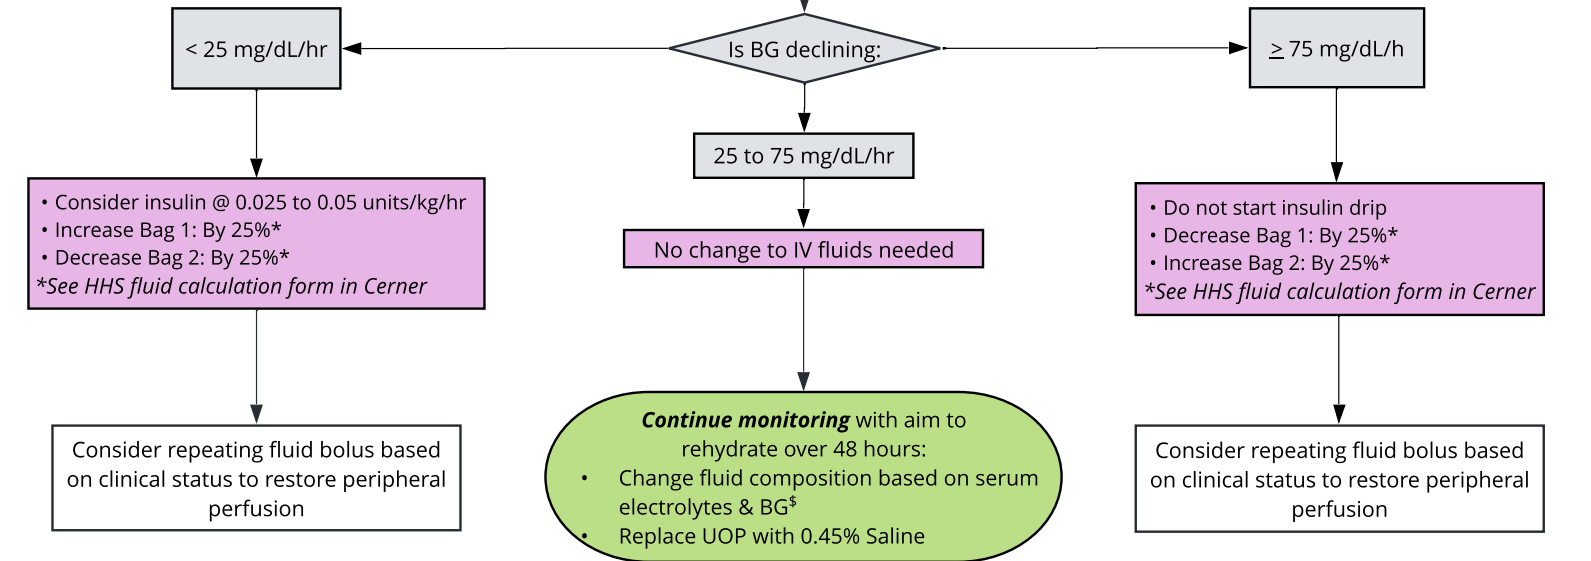 Is BG declining:
< 25 mg/dL/hr
≥ 75 mg/dL/h
25 to 75 mg/dL/hr
• Consider insulin @ 0.025 to 0.05 units/kg/hr
• Increase Bag 1: By 25%*
• Decrease Bag 2: By 25%*
*See HHS fluid calculation form in Cerner
No change to IV fluids needed
• Do not start insulin drip
• Decrease Bag 1: By 25%*
• Increase Bag 2: By 25%*
*See HHS fluid calculation form in Cerner
Consider repeating fluid bolus based
on clinical status to restore peripheral
perfusion
Continue monitoring with aim to
rehydrate over 48 hours:
• Change fluid composition based on serum
electrolytes & BG$
• Replace UOP with 0.45% Saline
Consider repeating fluid bolus based
on clinical status to restore peripheral
perfusion